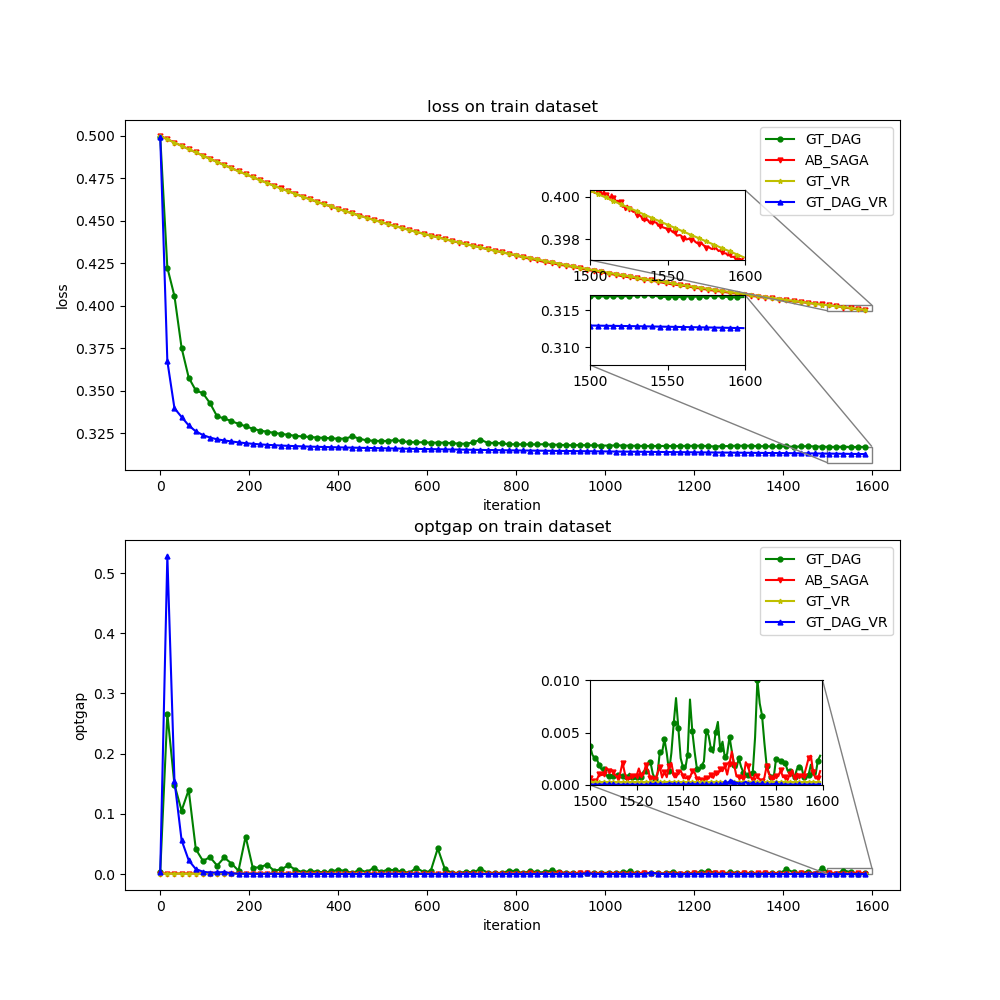 loss on train dataset
0.500
0.475
0.450
0.425
0.400
0.375
0.350
0.325
loss
GT_DAG
AB_SAGA
GT_VR
GT_DAG_VR
0.400
0.398
1500 1550 1600
0.315
0.310
1500 1550 1600
0 200 400 600 800 1000 1200 1400 1600
iteration
optgap on train dataset
0.5
0.4
0.3
0.2
0.1
0.0
optgap
GT_DAG
AB_SAGA
GT_VR
GT_DAG_VR
0.010
0.005
0.000
1500 1520 1540 1560 1580 1600
0 200 400 600 800 1000 1200 1400 1600
iteration